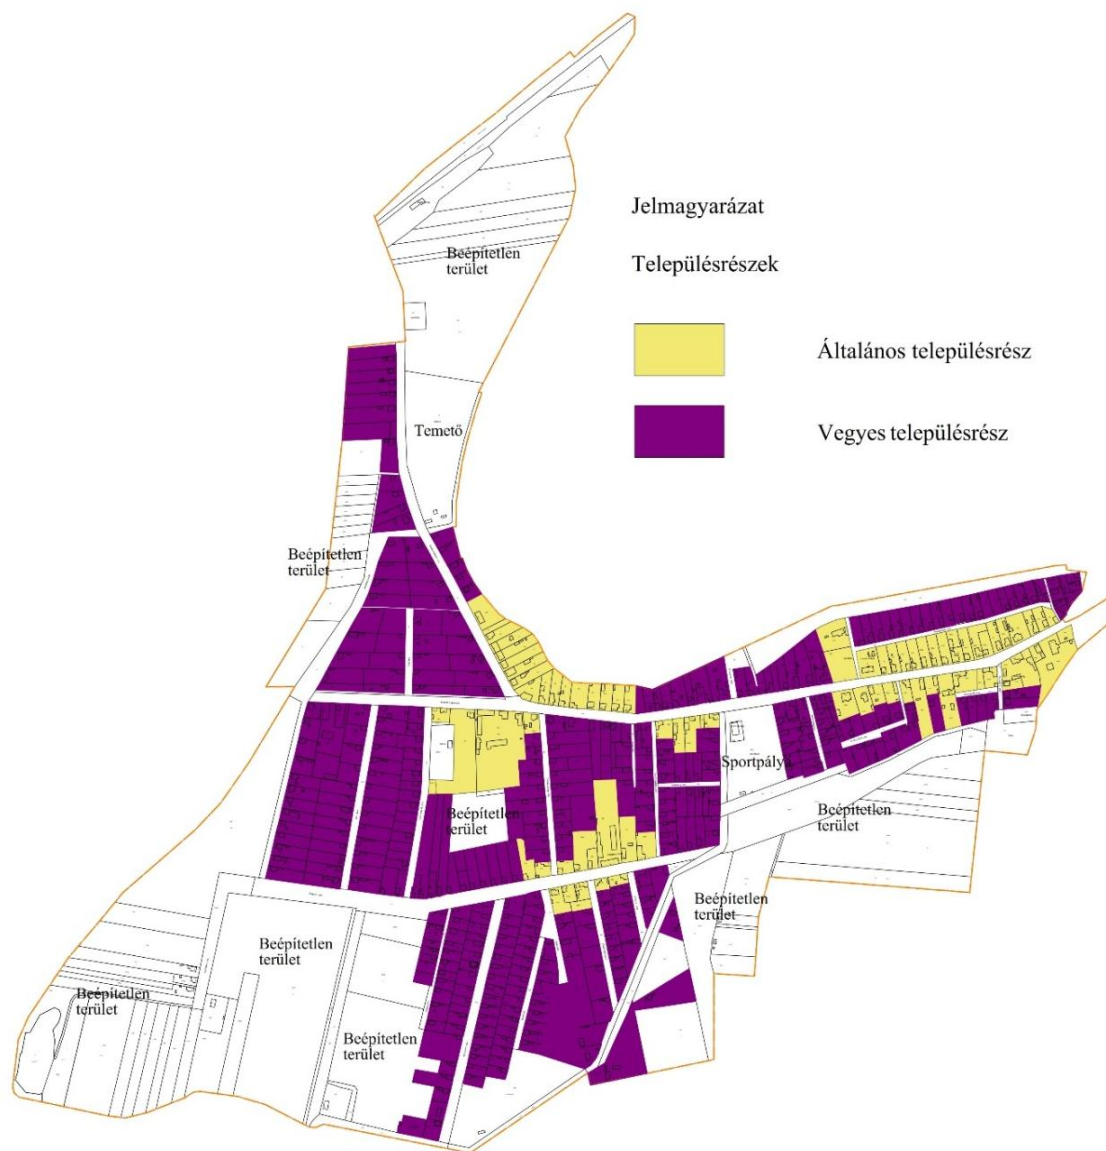 Jelmagyarázat
Településrészek
Általános településrész
Vegyes településrész
Beépítetlen
terület
Temető
Beépítetlen
terület
Sportpálya
Beépítetlen
terület
Beépítetlen
terület
Beépítetlen
terület
Beépítetlen
terület
Beépítetlen
terület
Beépítetlen
terület